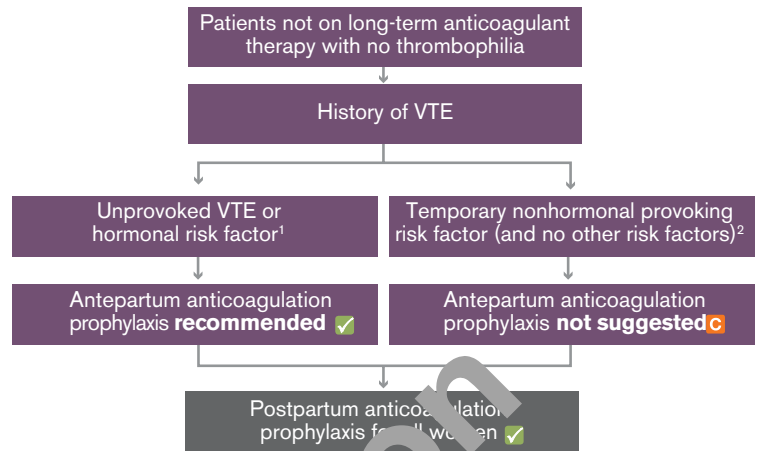 Patients not on long-term anticoagulant
therapy with no thrombophilia
History of VTE
Unprovoked VTE or
hormonal risk factor¹
Temporary nonhormonal provoking
risk factor (and no other risk factors)²
Antepartum anticoagulation
prophylaxis recommended ✓
Antepartum anticoagulation
prophylaxis not suggested C
Postpartum anticoagulation
prophylaxis for all women ✓
on